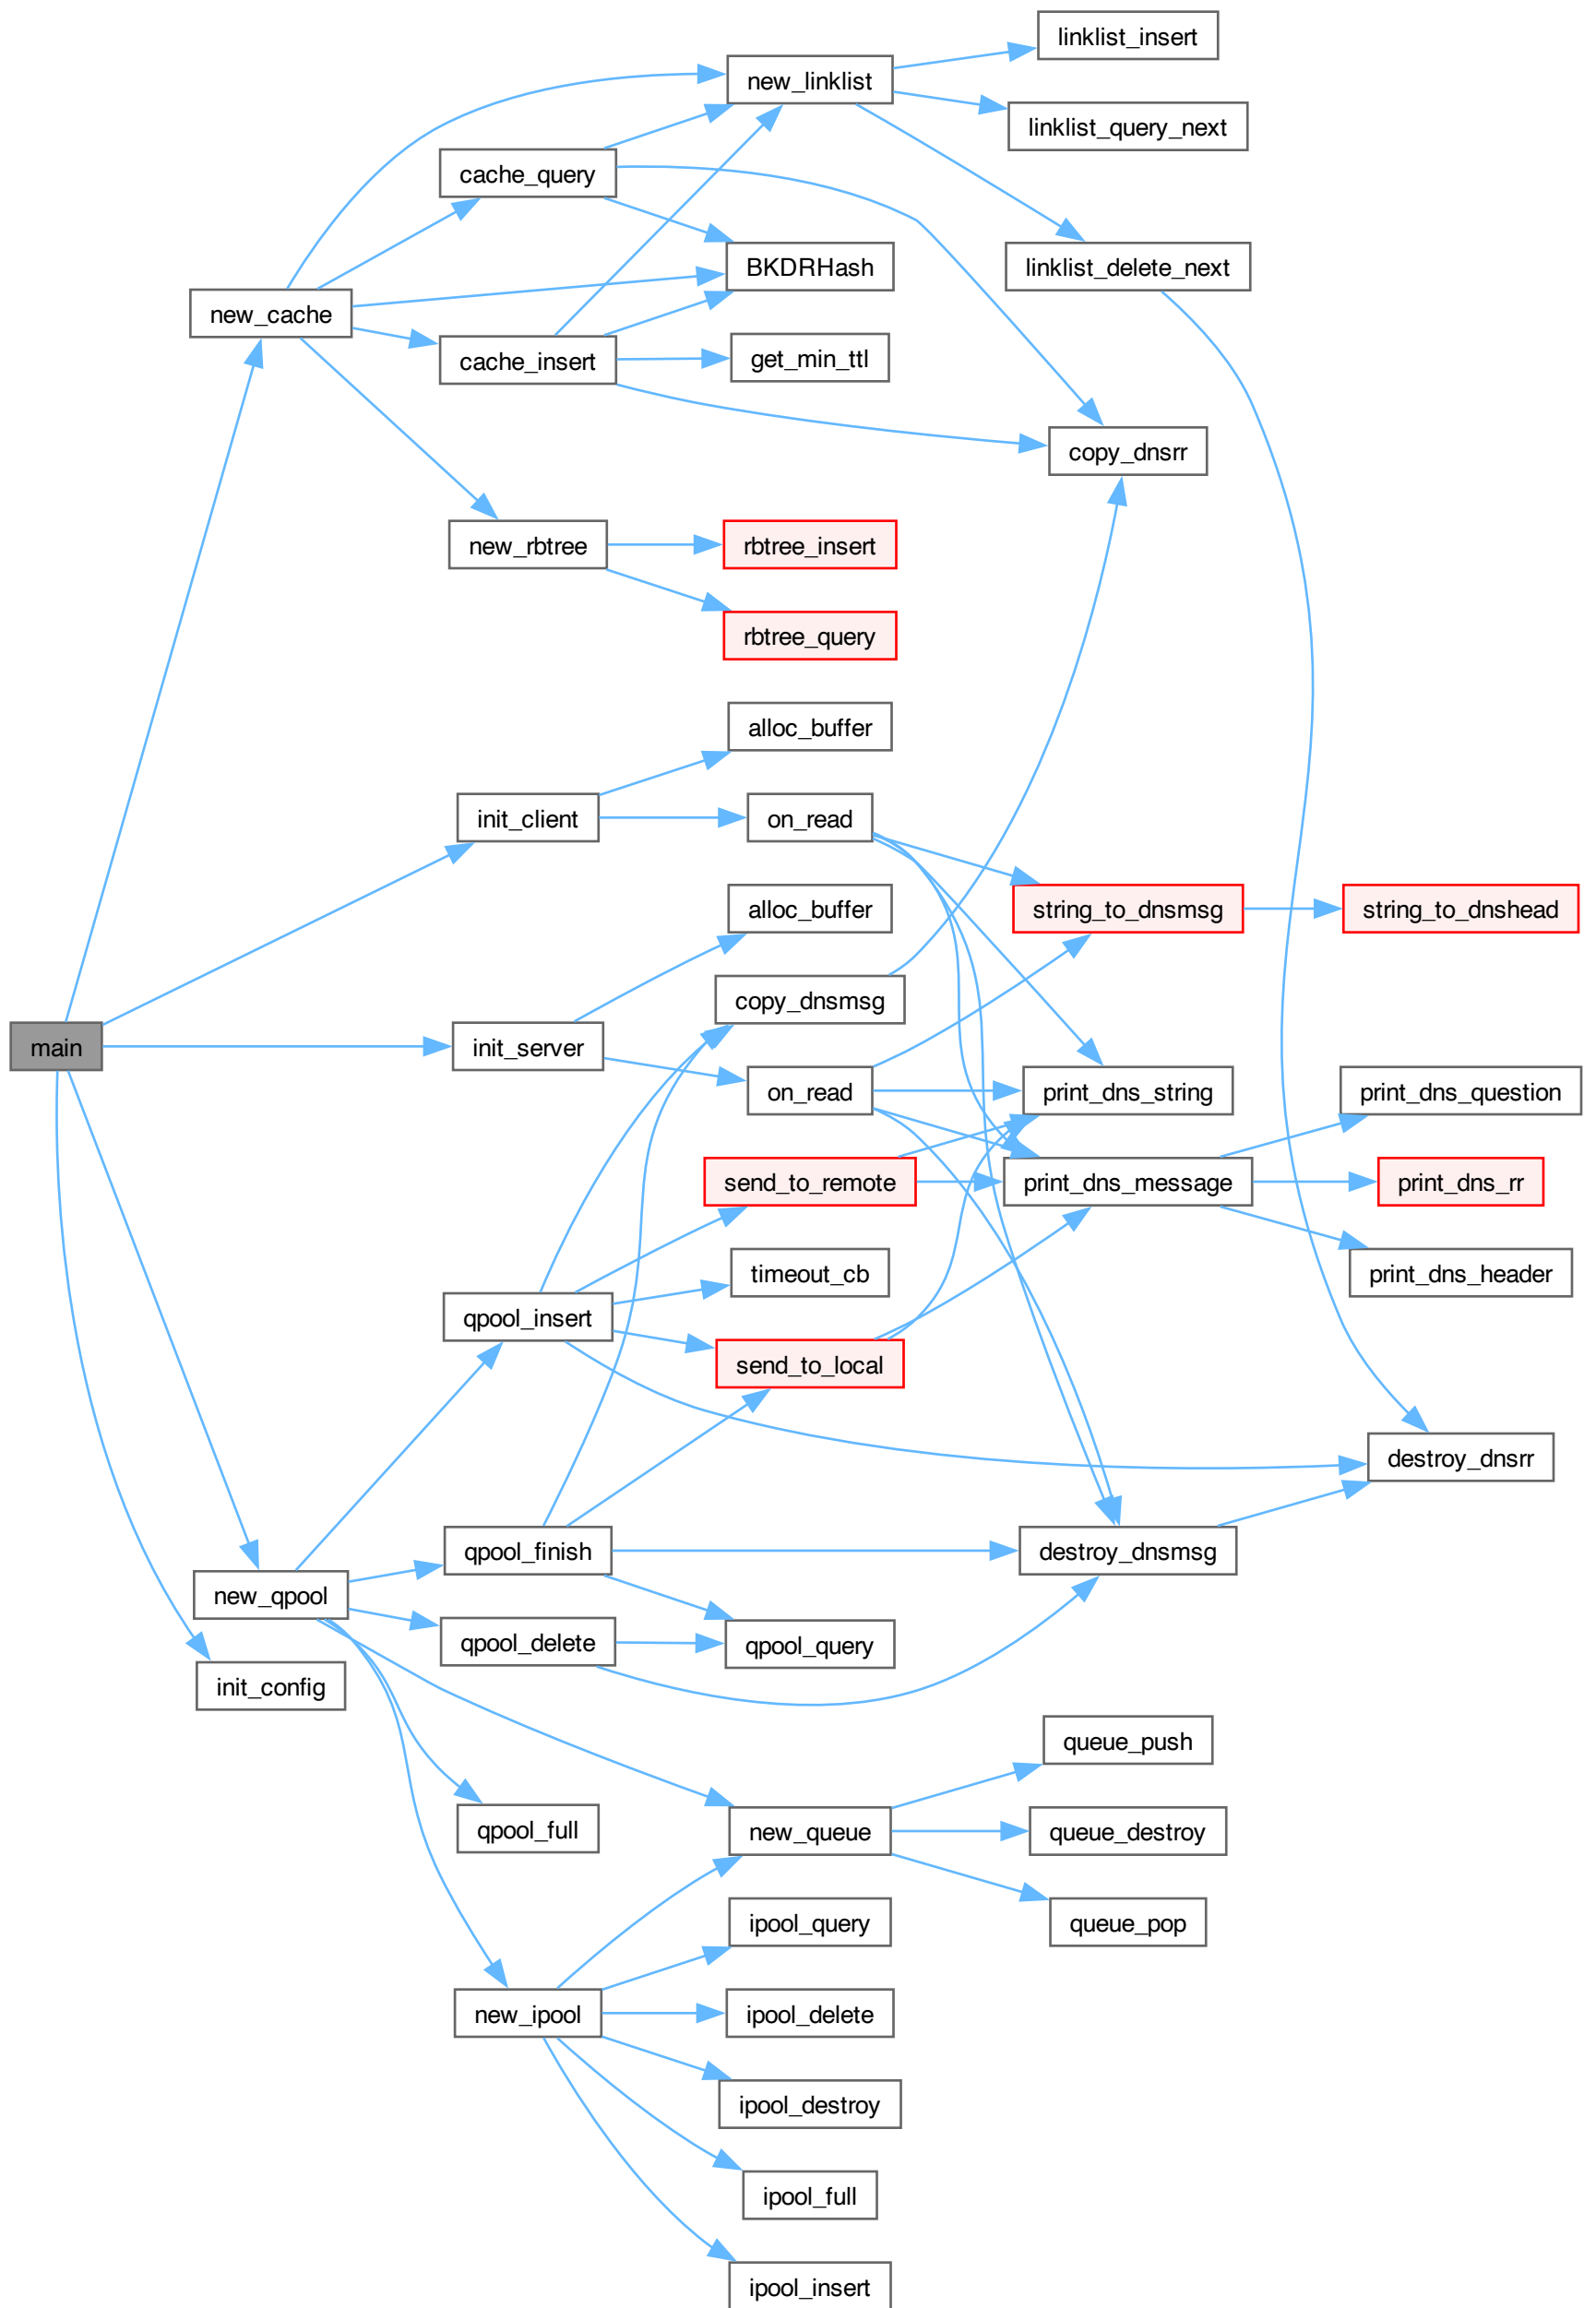 linklist_insert
new_linklist
linklist_query_next
cache_query
BKDRHash
linklist_delete_next
new_cache
cache_insert
get_min_ttl
copy_dnsrr
new_rbtree
rbtree_insert
rbtree_query
alloc_buffer
init_client
on_read
alloc_buffer
string_to_dnsmsg
string_to_dnshead
copy_dnsmsg
main
init_server
on_read
print_dns_string
print_dns_question
send_to_remote
print_dns_message
print_dns_rr
timeout_cb
print_dns_header
qpool_insert
send_to_local
destroy_dnsrr
qpool_finish
destroy_dnsmsg
new_qpool
qpool_delete
qpool_query
init_config
queue_push
qpool_full
new_queue
queue_destroy
ipool_query
queue_pop
new_ipool
ipool_delete
ipool_destroy
ipool_full
ipool_insert